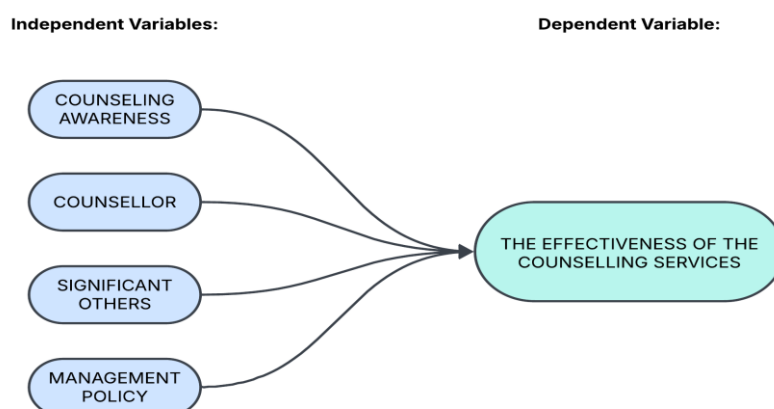 Independent Variables:
Dependent Variable:
COUNSELING
AWARENESS
COUNSELLOR
SIGNIFICANT
OTHERS
MANAGEMENT
POLICY
THE EFFECTIVENESS OF THE
COUNSELLING SERVICES